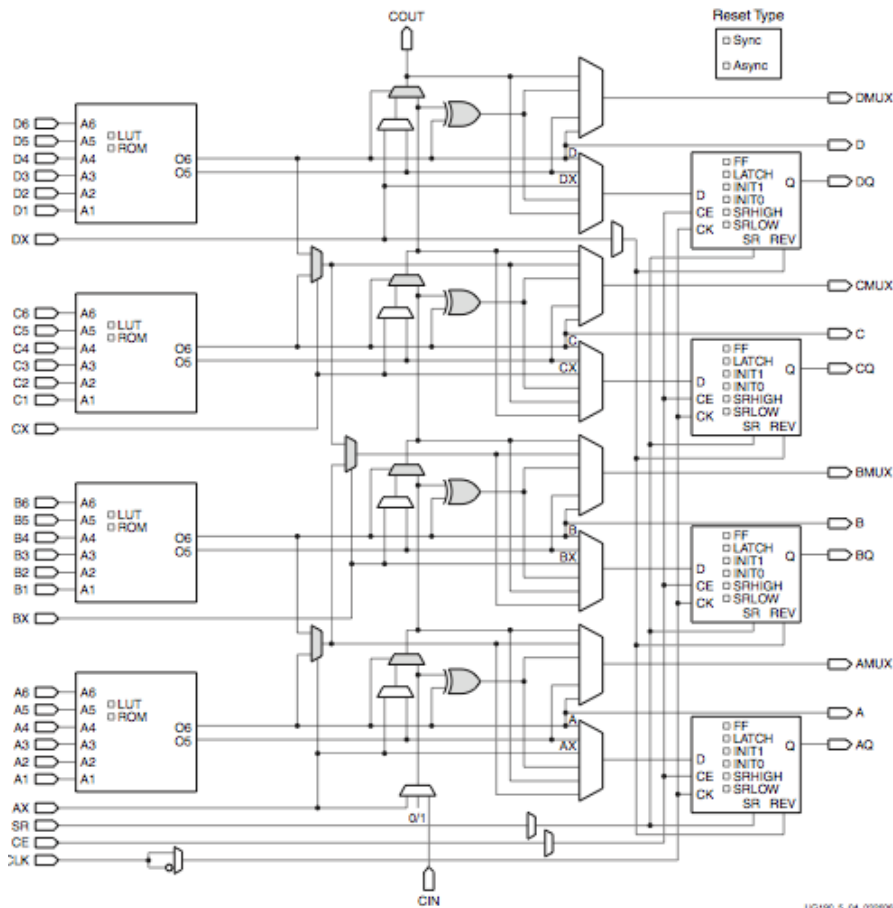 COUT
Reset Type
Sync
Async
DMUX
D6 A6
D5 A5
D4 A4
D3 A3
D2 A2
D1 A1
LUT
ROM
O6
O5
D
D
DX
DX
FF
LATCH
INIT1
INIT0
SRHIGH
SRLOW
D
CE
CK
Q
SR REV
DQ
CMUX
C6 A6
C5 A5
C4 A4
C3 A3
C2 A2
C1 A1
LUT
ROM
O6
O5
C
C
CX
CX
FF
LATCH
INIT1
INIT0
SRHIGH
SRLOW
D
CE
CK
Q
SR REV
CQ
BMUX
B6 A6
B5 A5
B4 A4
B3 A3
B2 A2
B1 A1
LUT
ROM
O6
O5
B
B
BX
BX
FF
LATCH
INIT1
INIT0
SRHIGH
SRLOW
D
CE
CK
Q
SR REV
BQ
AMUX
A6 A6
A5 A5
A4 A4
A3 A3
A2 A2
A1 A1
LUT
ROM
O6
O5
A
A
AX
AX
FF
LATCH
INIT1
INIT0
SRHIGH
SRLOW
D
CE
CK
Q
SR REV
AQ
0/1
SR
CE
CLK
CIN